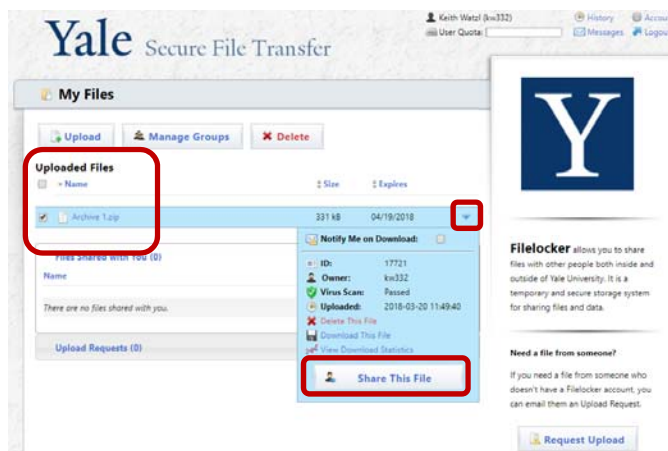 Yale Secure File Transfer
Keith Watzl (kw332)
User Quota:
History
Messages
Logout
My Files
Upload
Manage Groups
Delete
Uploaded Files
Name
Size
Expires
Archive 1.zip
331 kB
04/19/2018
Notify Me on Download:
ID: 17721
Owner: kw332
Virus Scan: Passed
Uploaded: 2018-03-20 11:49:40
Delete This File
Download This File
View Download Statistics
Share This File
Files Shared With You (0)
Name
There are no files shared with you.
Upload Requests (0)
Y
Filelocker allows you to share
files with other people both inside and
outside of Yale University. It is a
temporary and secure storage system
for sharing files and data.
Need a file from someone?
If you need a file from someone who
doesn't have a Filelocker account, you
can email them an Upload Request.
Request Upload